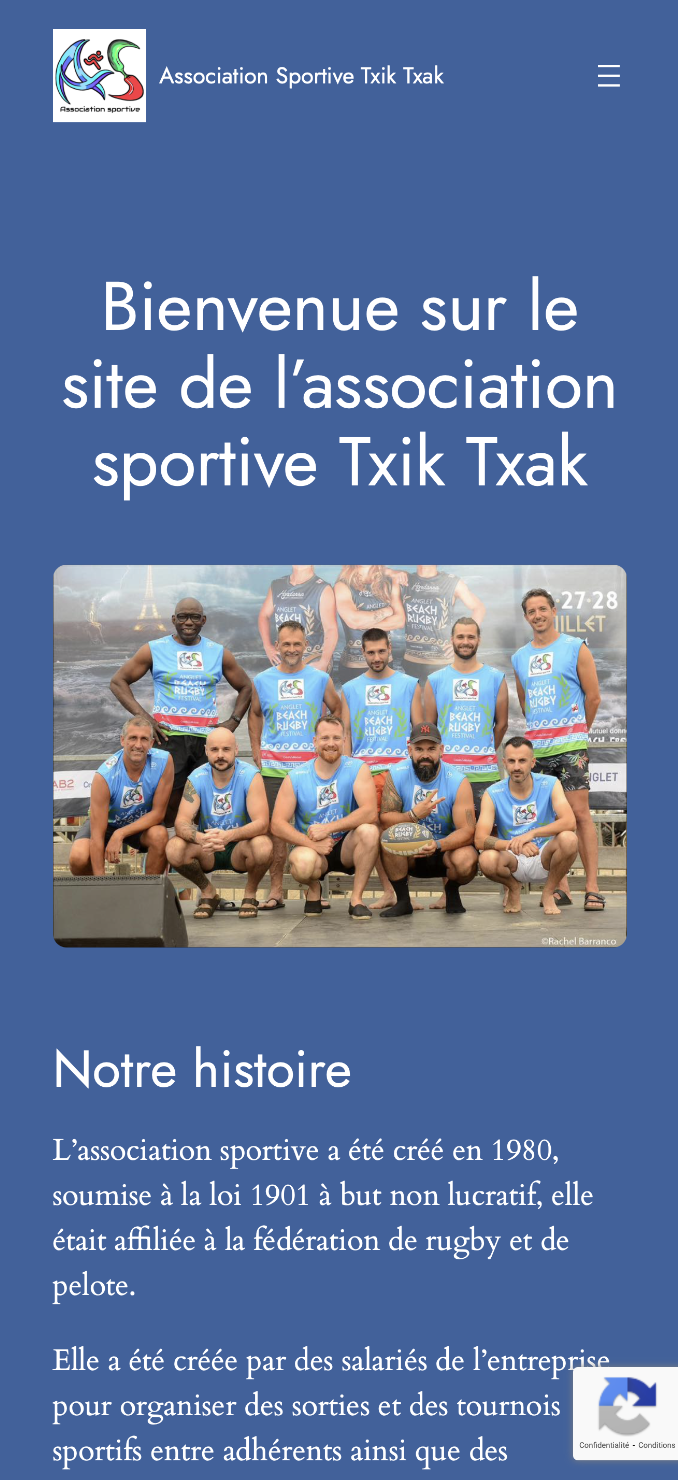 Association sportive
Association Sportive Txik Txak
Bienvenue sur le
site de l’association
sportive Txik Txak
-27-28
ILLET
ANGLET
BEACH
RUGBY
FESTIVAL
NGLET
©Rachel Barranco
Notre histoire
L’association sportive a été créé en 1980,
soumise à la loi 1901 à but non lucratif, elle
était affiliée à la fédération de rugby et de
pelote.
Elle a été créée par des salariés de l’entreprise
pour organiser des sorties et des tournois
sportifs entre adhérents ainsi que des
Confidentialité - Conditions